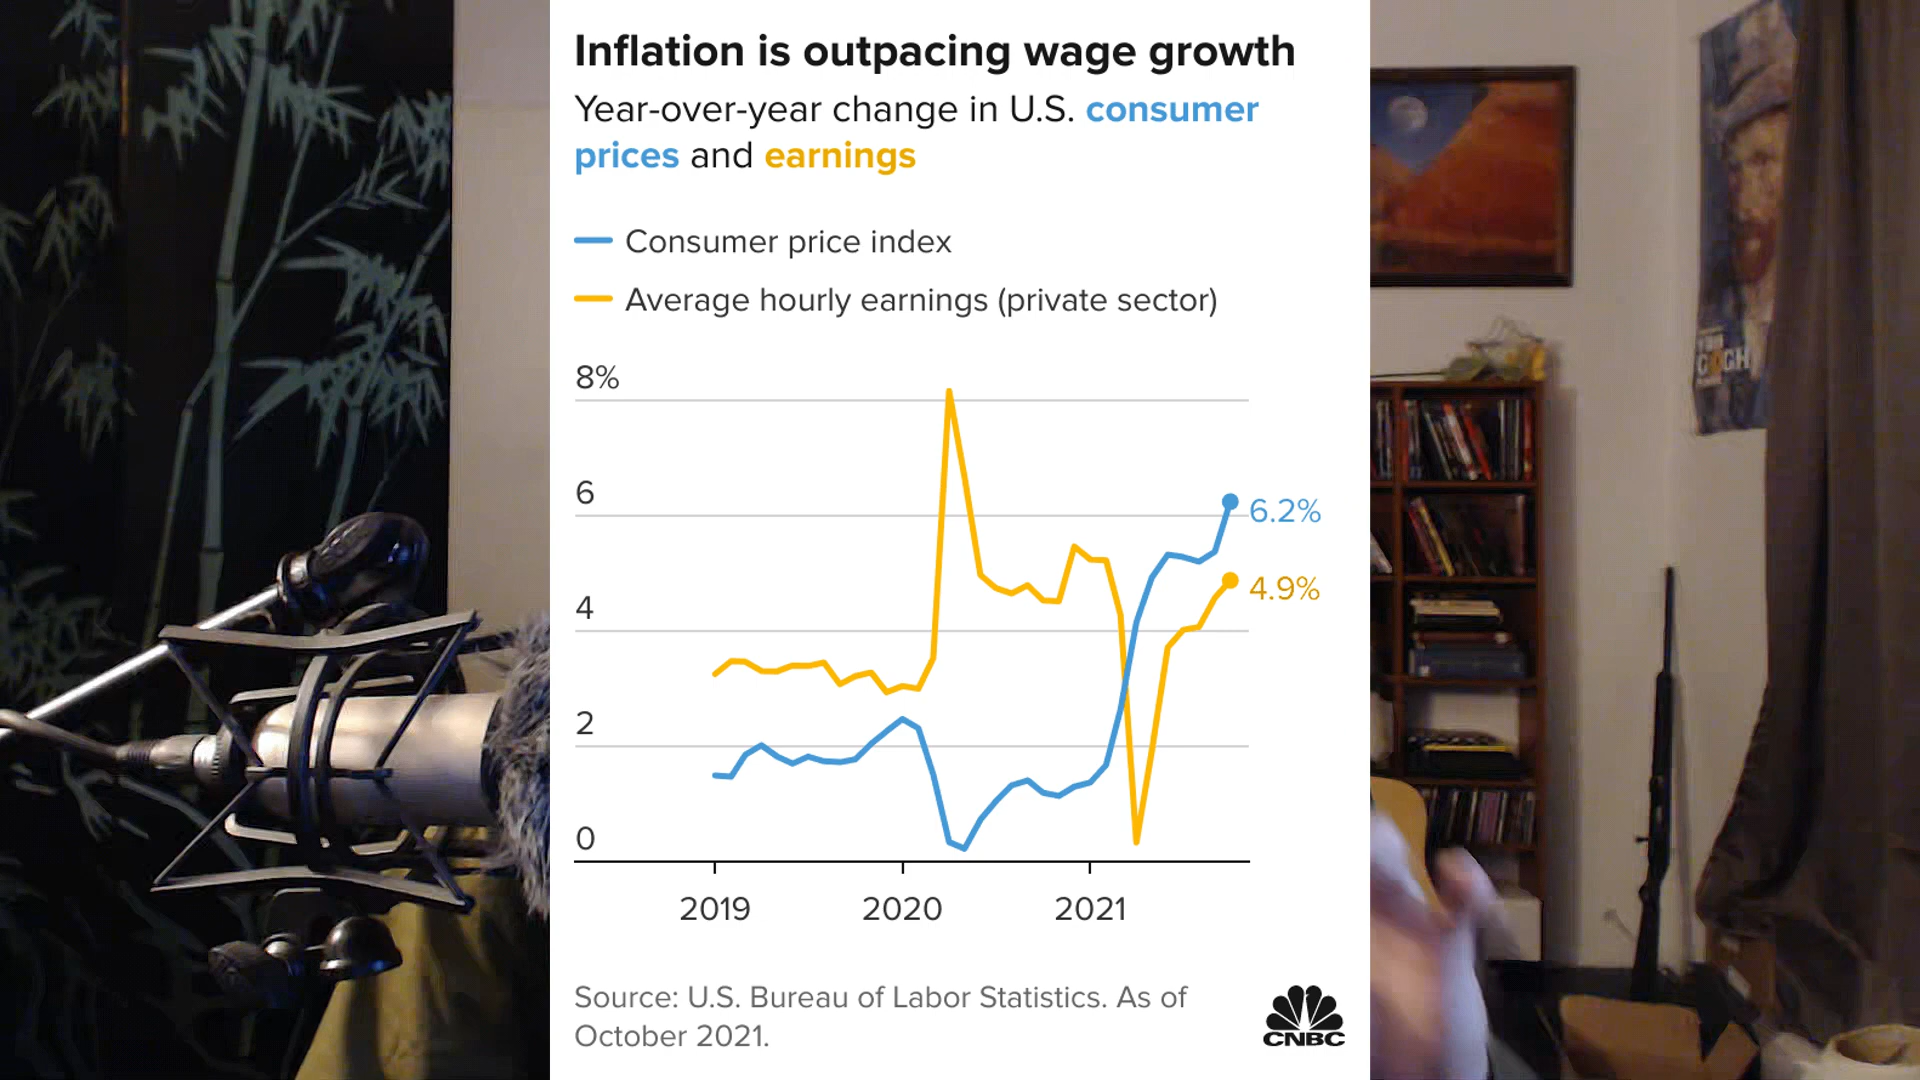 Inflation is outpacing wage growth
Year-over-year change in U.S. consumer
prices and earnings
Consumer price index
Average hourly earnings (private sector)
8%
6
6.2%
4.9%
4
2
0
2019 2020 2021
Source: U.S. Bureau of Labor Statistics. As of
October 2021.
CNBC